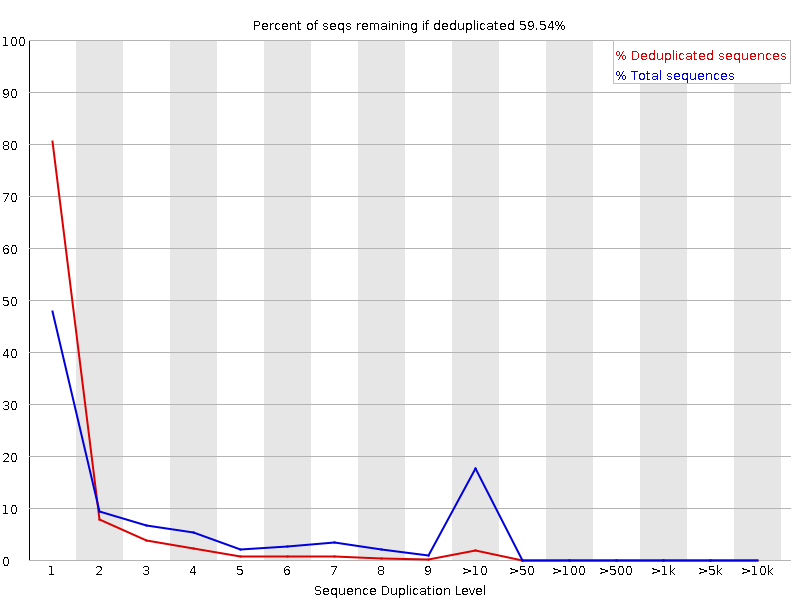 Percent of seqs remaining if deduplicated 59.54%
% Deduplicated sequences
% Total sequences
100
90
80
70
60
50
40
30
20
10
0
1 2 3 4 5 6 7 8 9 >10 >50 >100 >500 >1k >5k >10k
Sequence Duplication Level